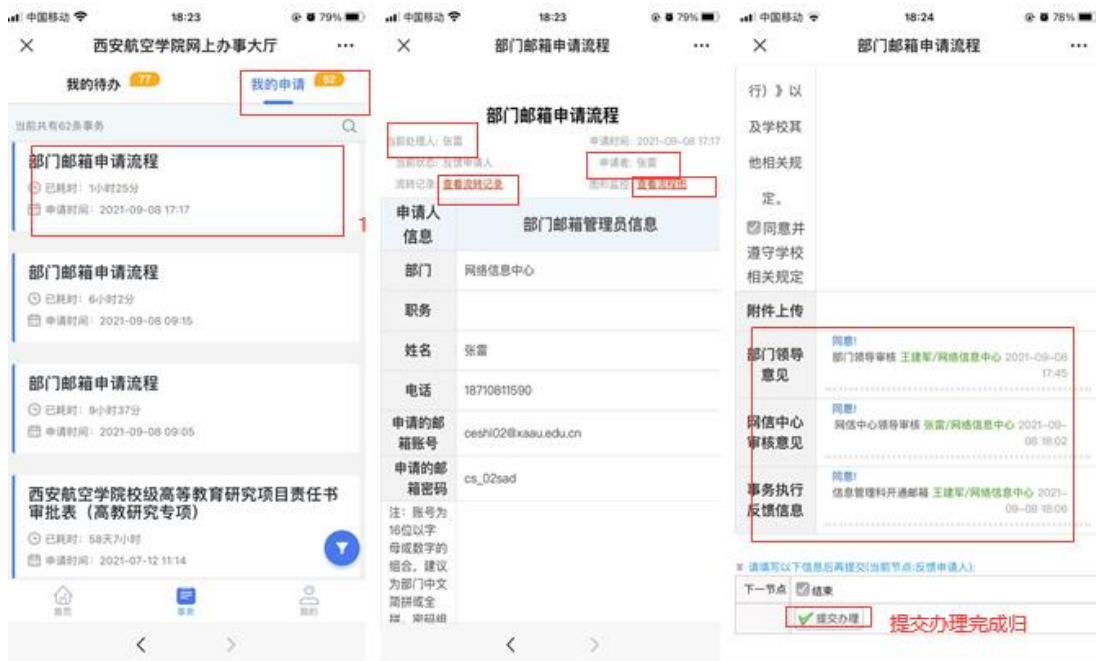 中国移动 18:23 79%
西安航空学院网上办事大厅
我的待办 77 我的申请 62
当前共有62条事务
部门邮箱申请流程
已耗时：1小时25分
申请时间：2021-09-08 17:17
1
部门邮箱申请流程
已耗时：6小时2分
申请时间：2021-09-08 09:15
部门邮箱申请流程
已耗时：9小时37分
申请时间：2021-09-08 09:05
西安航空学院校级高等教育研究项目责任书
审批表（高教研究专项）
已耗时：58天7小时
申请时间：2021-07-12 11:14
首页 事务 我的
中国移动 18:23 79%
部门邮箱申请流程
部门邮箱申请流程
当前处理人：张雷 申请时间：2021-09-08 17:17
当前状态：反馈申请人 申请者：张雷
流转记录：查看流转记录 图形监控：查看流程图
申请人
信息
部门邮箱管理员信息
部门 网络信息中心
职务
姓名 张雷
电话 18710811590
申请的邮
箱账号
ceshi02@xaau.edu.cn
申请的邮
箱密码
cs_02sad
注：账号为
16位以字
母或数字的
组合，建议
为部门中文
简拼或全
拼，密码组
中国移动 18:24 78%
部门邮箱申请流程
行）》以
及学校其
他相关规
定。
同意并
遵守学校
相关规定
附件上传
部门领导
意见
同意!
部门领导审核 王建军/网络信息中心 2021-09-08
17:45
网信中心
审核意见
同意!
网信中心领导审核 张雷/网络信息中心 2021-09-
08 18:02
事务执行
反馈信息
同意!
信息管理科开通邮箱 王建军/网络信息中心 2021-
09-08 18:06
请填写以下信息后再提交(当前节点:反馈申请人):
下一节点 结束
提交办理
提交办理完成归